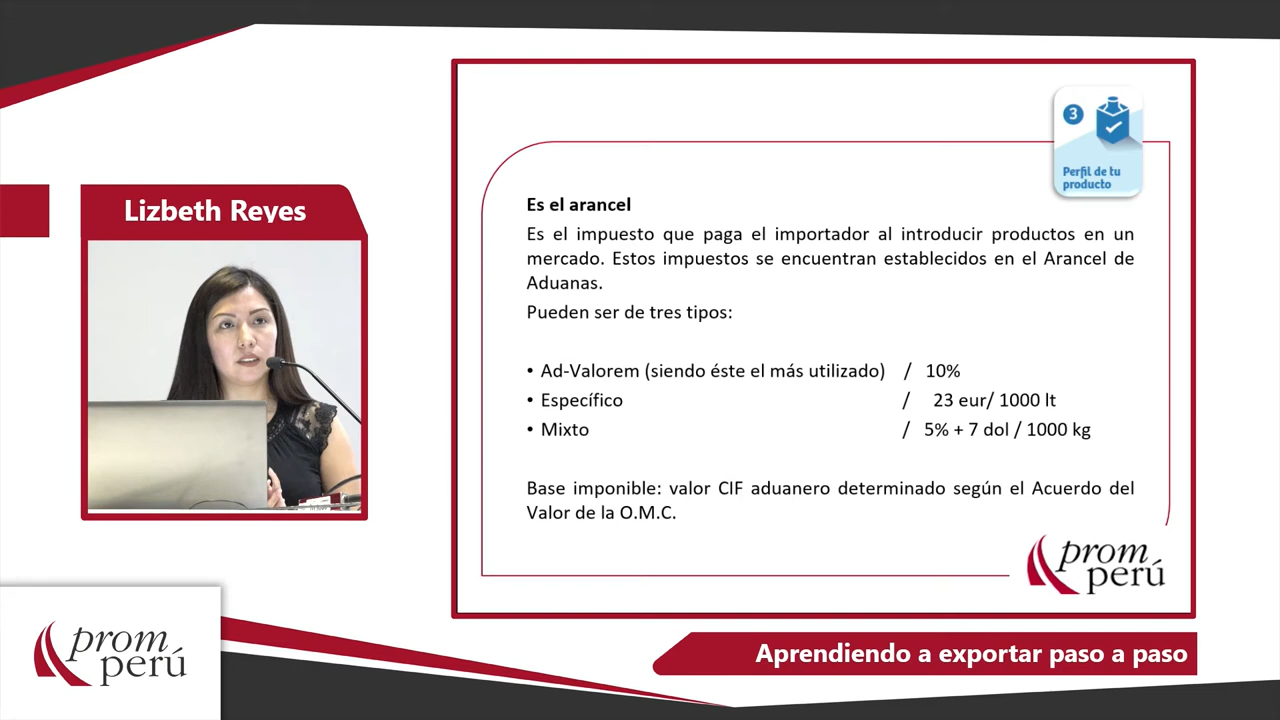 Lizbeth Reyes
3
Perfil de tu
producto
Es el arancel
Es el impuesto que paga el importador al introducir productos en un
mercado. Estos impuestos se encuentran establecidos en el Arancel de
Aduanas.
Pueden ser de tres tipos:
• Ad-Valorem (siendo éste el más utilizado) / 10%
• Específico / 23 eur/ 1000 lt
• Mixto / 5% + 7 dol / 1000 kg
Base imponible: valor CIF aduanero determinado según el Acuerdo del
Valor de la O.M.C.
prom
perú
prom
perú
Aprendiendo a exportar paso a paso